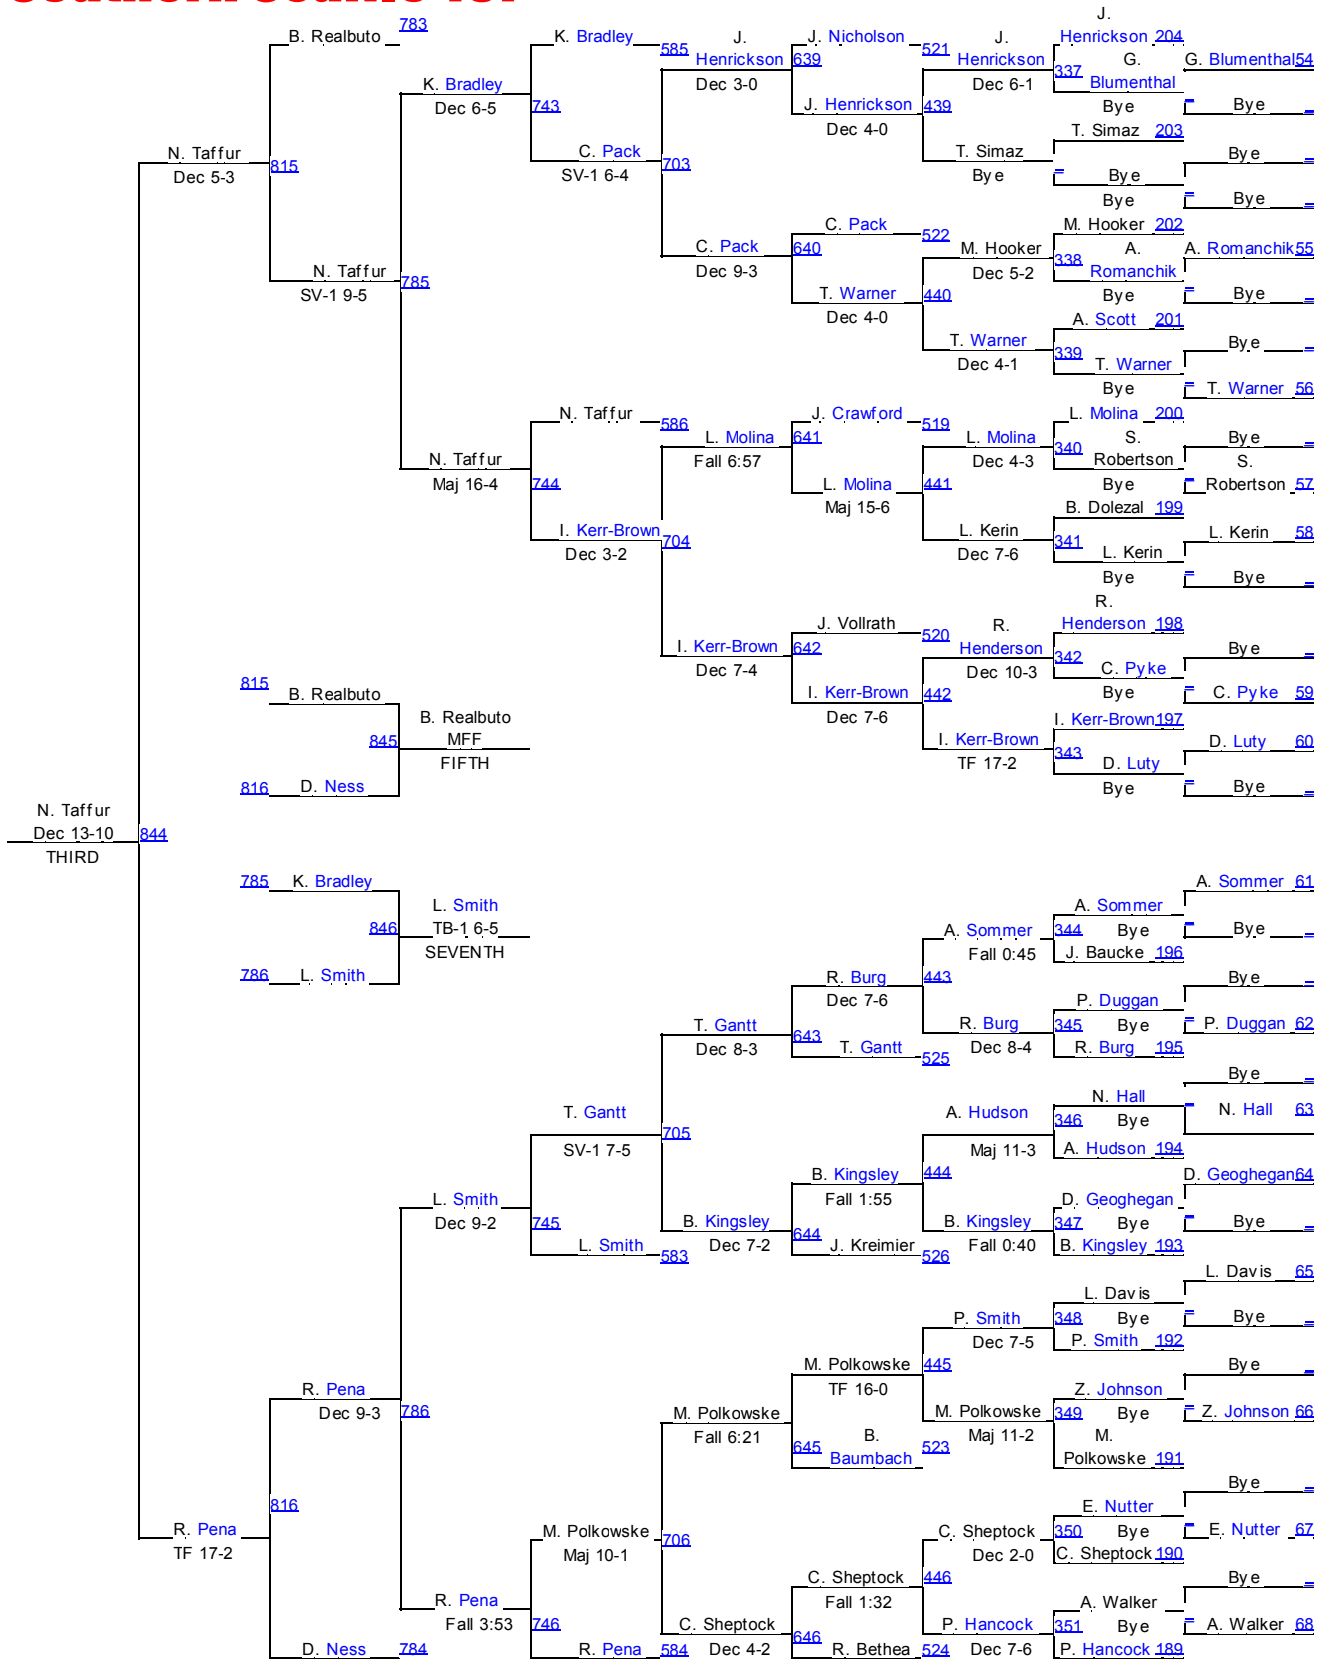 B. Realbuto 783
K. Bradley 585
J.
Henrickson 639
Dec 3-0
J. Nicholson 521
J.
Henrickson
Dec 6-1
J.
Henrickson 204
337
G.
Blumenthal
Bye
G. Blumenthal 54
Bye
K. Bradley
Dec 6-5
743
J. Henrickson 439
Dec 4-0
T. Simaz 203
T. Simaz
Bye
Bye
Bye
Bye
Bye
N. Taffur
Dec 5-3
815
C. Pack
SV-1 6-4
703
C. Pack 522
M. Hooker 202
C. Pack 640
Dec 9-3
M. Hooker
Dec 5-2
338
A.
Romanchik
Bye
A. Romanchik 55
Bye
N. Taffur
SV-1 9-5
785
T. Warner 440
Dec 4-0
A. Scott 201
T. Warner
Dec 4-1
339
T. Warner
Bye
Bye
T. Warner 56
N. Taffur 586
J. Crawford 519
L. Molina 200
L. Molina 641
Fall 6:57
L. Molina
Dec 4-3
340
S.
Robertson
Bye
Bye
S.
Robertson 57
N. Taffur
Maj 16-4
744
L. Molina 441
Maj 15-6
B. Dolezal 199
I. Kerr-Brown 704
Dec 3-2
L. Kerin
Dec 7-6
341
L. Kerin
Bye
L. Kerin 58
Bye
R.
Henderson 198
J. Vollrath 520
R.
Henderson
Dec 10-3
342
C. Pyke
Bye
Bye
C. Pyke 59
I. Kerr-Brown 642
Dec 7-4
I. Kerr-Brown 442
Dec 7-6
I. Kerr-Brown 197
I. Kerr-Brown
TF 17-2
343
D. Luty
Bye
D. Luty 60
Bye
815 B. Realbuto
845
B. Realbuto
MFF
FIFTH
816 D. Ness
N. Taffur
Dec 13-10
THIRD
844
785 K. Bradley
846
L. Smith
TB-1 6-5
SEVENTH
786 L. Smith
A. Sommer 61
A. Sommer
A. Sommer
Fall 0:45
344 Bye
Bye
J. Baucke 196
R. Burg
Dec 7-6
443
Bye
P. Duggan
R. Burg
Dec 8-4
345 Bye
P. Duggan 62
R. Burg 195
T. Gantt
Dec 8-3
643
T. Gantt 525
Bye
T. Gantt
SV-1 7-5
705
N. Hall
A. Hudson
Maj 11-3
346 Bye
N. Hall 63
A. Hudson 194
B. Kingsley
Fall 1:55
444
D. Geoghegan 64
D. Geoghegan
L. Smith
Dec 9-2
745
B. Kingsley
Dec 7-2
644
B. Kingsley
Fall 0:40
347 Bye
Bye
L. Smith 583
J. Kreimier 526
B. Kingsley 193
L. Davis 65
L. Davis
P. Smith
Dec 7-5
348 Bye
Bye
P. Smith 192
M. Polkowske
TF 16-0
445
Bye
R. Pena
Dec 9-3
786
Z. Johnson
M. Polkowske
Fall 6:21
M. Polkowske
Maj 11-2
349 Bye
Z. Johnson 66
645
B.
Baumbach 523
M.
Polkowske 191
816
Bye
E. Nutter
R. Pena
TF 17-2
M. Polkowske
Maj 10-1
706
C. Sheptock
Dec 2-0
350 Bye
E. Nutter 67
C. Sheptock 190
C. Sheptock
Fall 1:32
446
Bye
R. Pena
Fall 3:53
746
A. Walker
C. Sheptock
Dec 4-2
646
P. Hancock
Dec 7-6
351 Bye
A. Walker 68
D. Ness 784
R. Pena 584
R. Bethea 524
P. Hancock 189